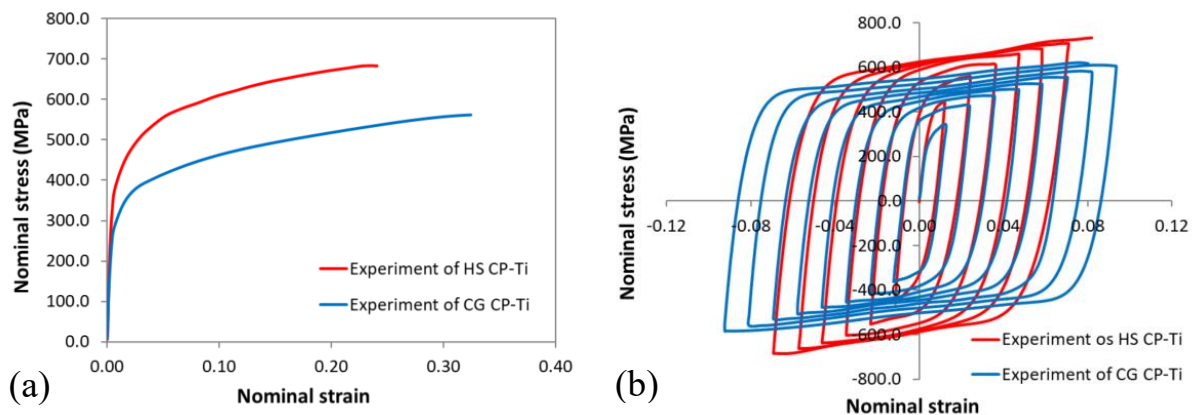 800.0
700.0
600.0
500.0
400.0
300.0
200.0
100.0
0.0
0.00 0.10 0.20 0.30 0.40
Nominal stress (MPa)
Nominal strain
Experiment of HS CP-Ti
Experiment of CG CP-Ti
(a)
800.0
600.0
400.0
200.0
0.0
-0.12 -0.08 -0.04 0.00 0.04 0.08 0.12
-200.0
-400.0
-600.0
-800.0
Nominal stress (MPa)
Nominal strain
Experiment os HS CP-Ti
Experiment of CG CP-Ti
(b)